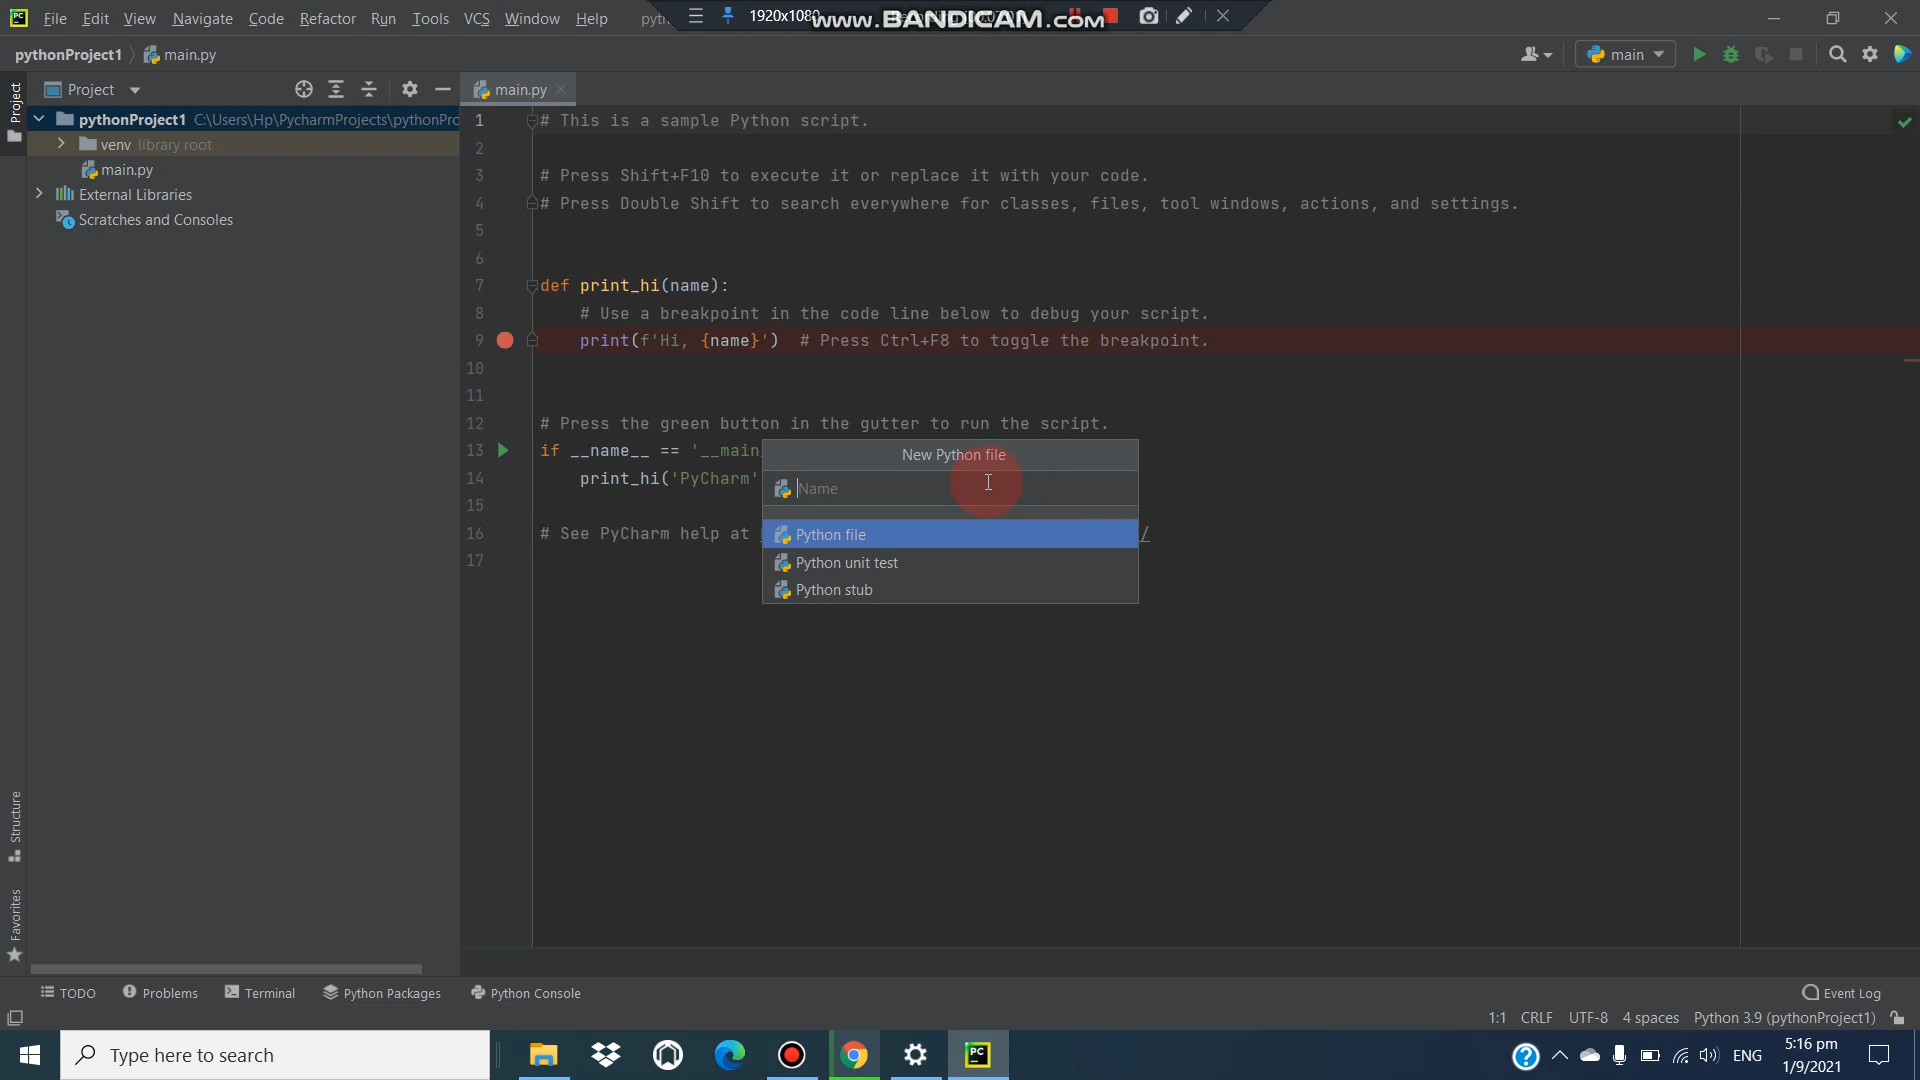 File Edit View Navigate Code Refactor Run Tools VCS Window Help
1920x1080
www.BANDICAM.com
pythonProject1 main.py
main
Project
Project
main.py
pythonProject1 C:\Users\Hp\PycharmProjects\pythonPro
venv library root
main.py
External Libraries
Scratches and Consoles
1 # This is a sample Python script.
2
3 # Press Shift+F10 to execute it or replace it with your code.
4 # Press Double Shift to search everywhere for classes, files, tool windows, actions, and settings.
5
6
7 def print_hi(name):
8 # Use a breakpoint in the code line below to debug your script.
9 print(f'Hi, {name}') # Press Ctrl+F8 to toggle the breakpoint.
10
11
12 # Press the green button in the gutter to run the script.
13 if __name__ == '__main
14 print_hi('PyCharm'
15
16 # See PyCharm help at /
17
New Python file
Name
Python file
Python unit test
Python stub
Structure
Favorites
TODO Problems Terminal Python Packages Python Console Event Log
1:1 CRLF UTF-8 4 spaces Python 3.9 (pythonProject1)
Type here to search
ENG
5:16 pm
1/9/2021